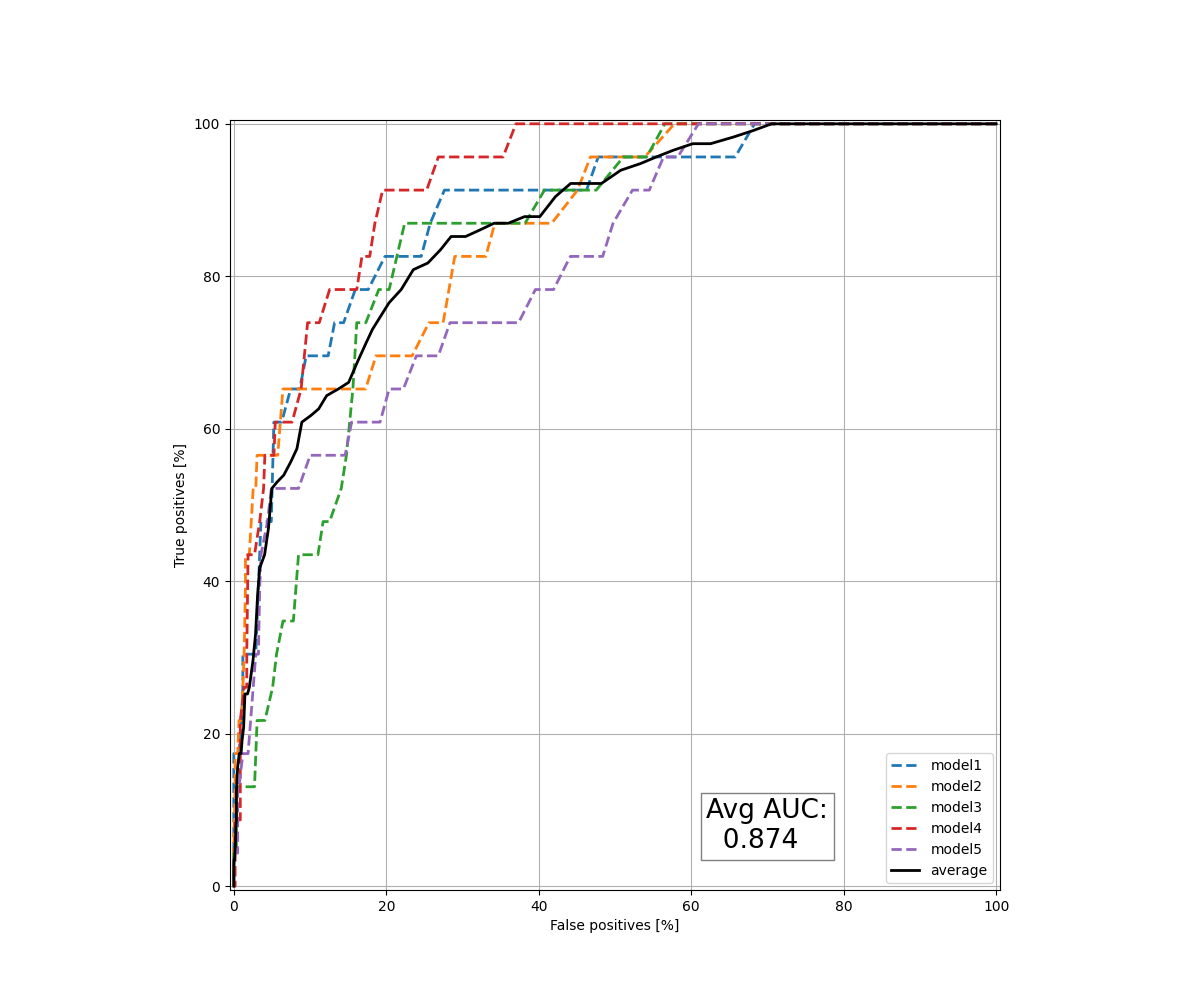 100
80
60
40
20
0
True positives [%]
0 20 40 60 80 100
False positives [%]
Avg AUC:
0.874
model1
model2
model3
model4
model5
average